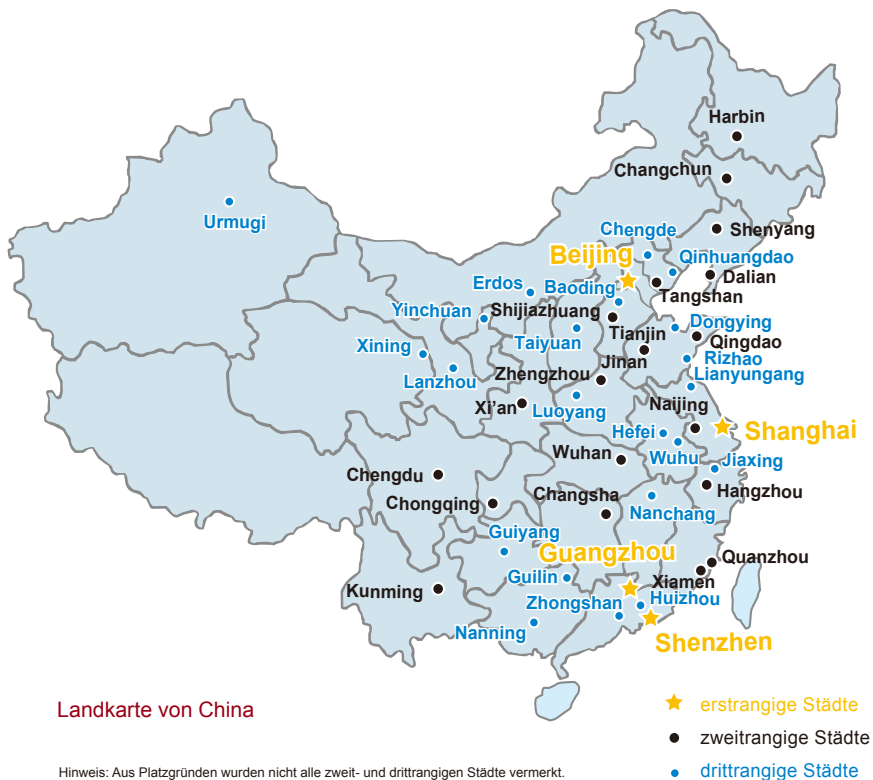 Harbin
Changchun
Urmugi
Shenyang
Chengde
Beijing
Qinhuangdao
Dalian
Erdos
Baoding
Tangshan
Yinchuan
Shijiazhuang
Tianjin
Dongying
Taiyuan
Qingdao
Xining
Jinan
Rizhao
Lanzhou
Zhengzhou
Lianyungang
Xi'an
Luoyang
Naijing
Hefei
Shanghai
Wuhan
Wuhu
Jiaxing
Chengdu
Hangzhou
Chongqing
Changsha
Nanchang
Guiyang
Guangzhou
Quanzhou
Guilin
Xiamen
Kunming
Zhongshan
Huizhou
Nanning
Shenzhen
Landkarte von China
erstrangige Städte
zweitrangige Städte
drittrangige Städte
Hinweis: Aus Platzgründen wurden nicht alle zweit- und drittrangigen Städte vermerkt.